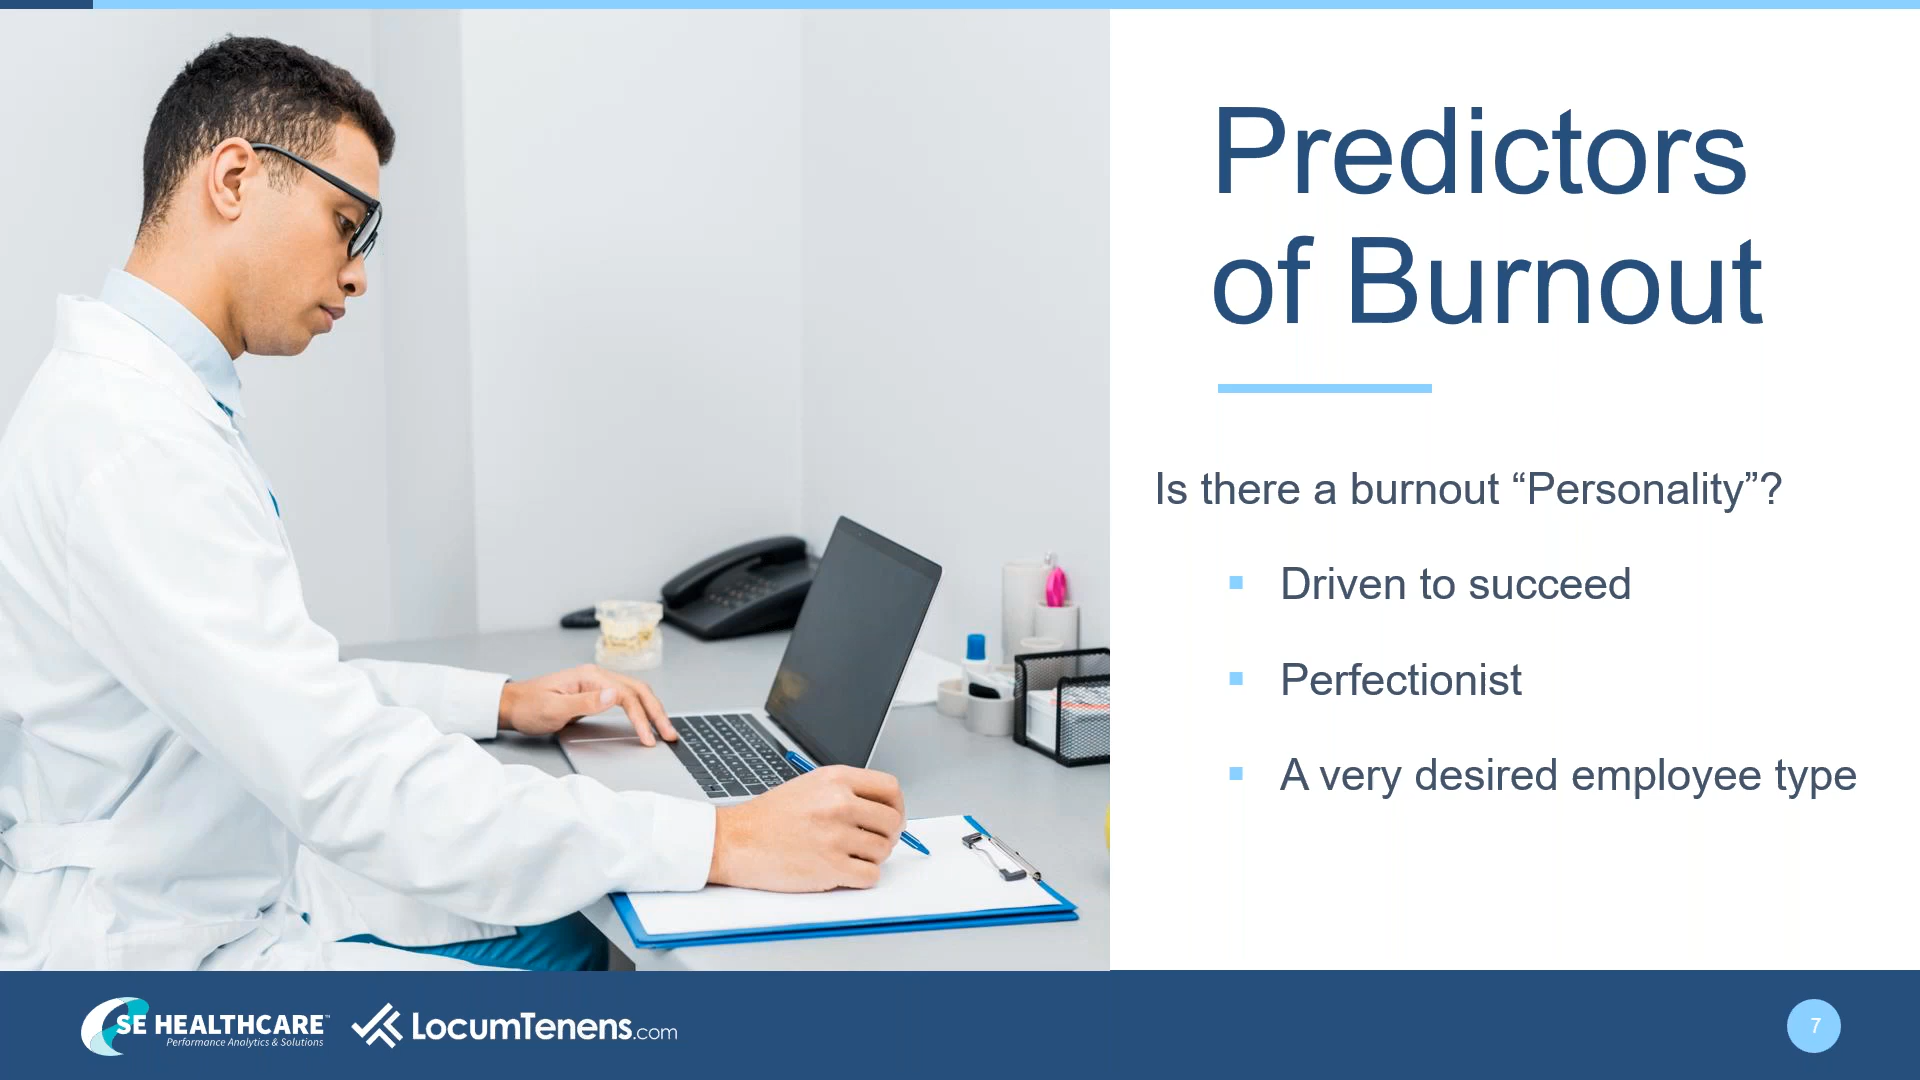 Predictors
of Burnout
Is there a burnout “Personality”?
▪ Driven to succeed
▪ Perfectionist
▪ A very desired employee type
SE HEALTHCARE™
Performance Analytics & Solutions
LocumTenens.com
7